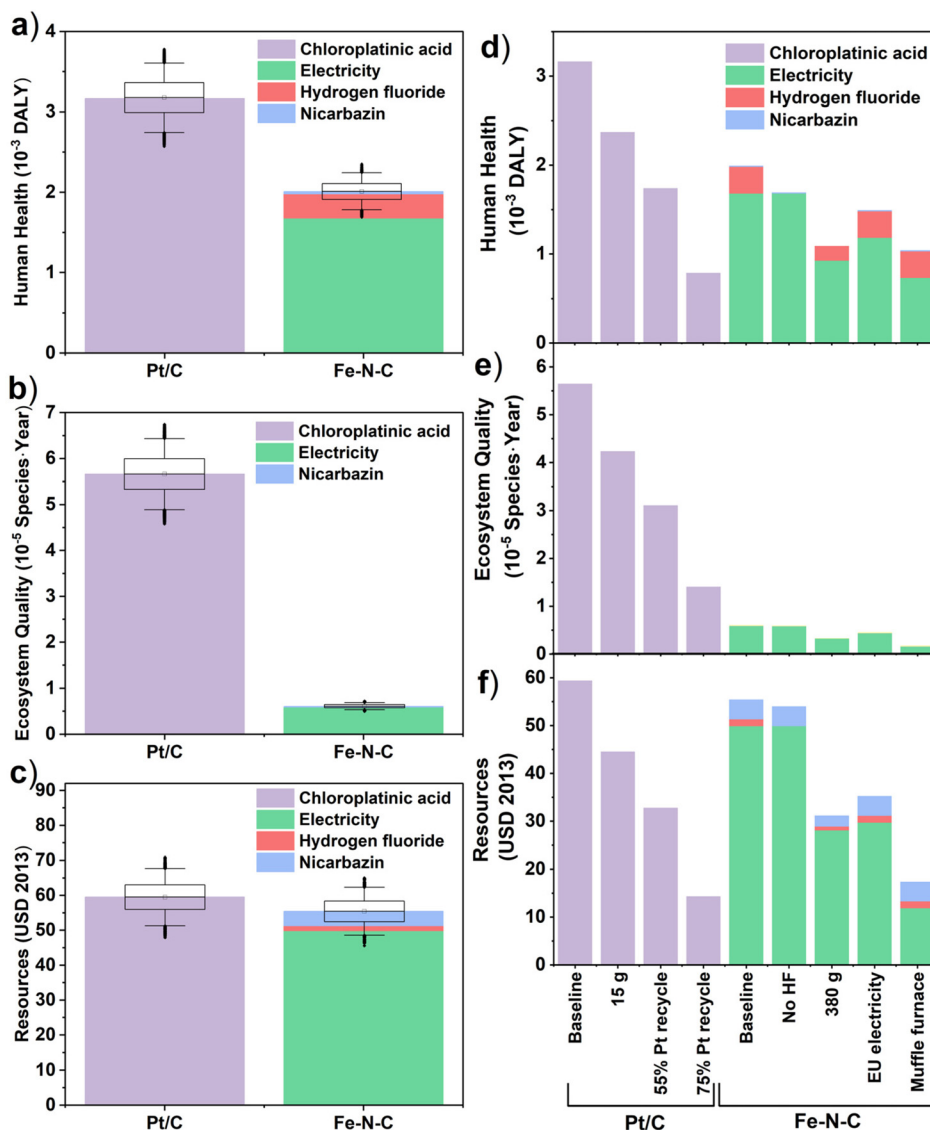 a)
Human Health (10⁻³ DALY)
4
3
2
1
0
Chloroplatinic acid
Electricity
Hydrogen fluoride
Nicarbazin
Pt/C
Fe-N-C
b)
Ecosystem Quality (10⁻⁵ Species·Year)
7
6
5
4
3
2
1
0
Chloroplatinic acid
Electricity
Nicarbazin
Pt/C
Fe-N-C
c)
Resources (USD 2013)
90
80
70
60
50
40
30
20
10
0
Chloroplatinic acid
Electricity
Hydrogen fluoride
Nicarbazin
Pt/C
Fe-N-C
d)
Human Health
(10⁻³ DALY)
3
2
1
0
Chloroplatinic acid
Electricity
Hydrogen fluoride
Nicarbazin
e)
Ecosystem Quality
(10⁻⁵ Species·Year)
6
5
4
3
2
1
0
f)
Resources
(USD 2013)
60
50
40
30
20
10
0
Baseline
15 g
55% Pt recycle
75% Pt recycle
Baseline
No HF
380 g
EU electricity
Muffle furnace
Pt/C
Fe-N-C